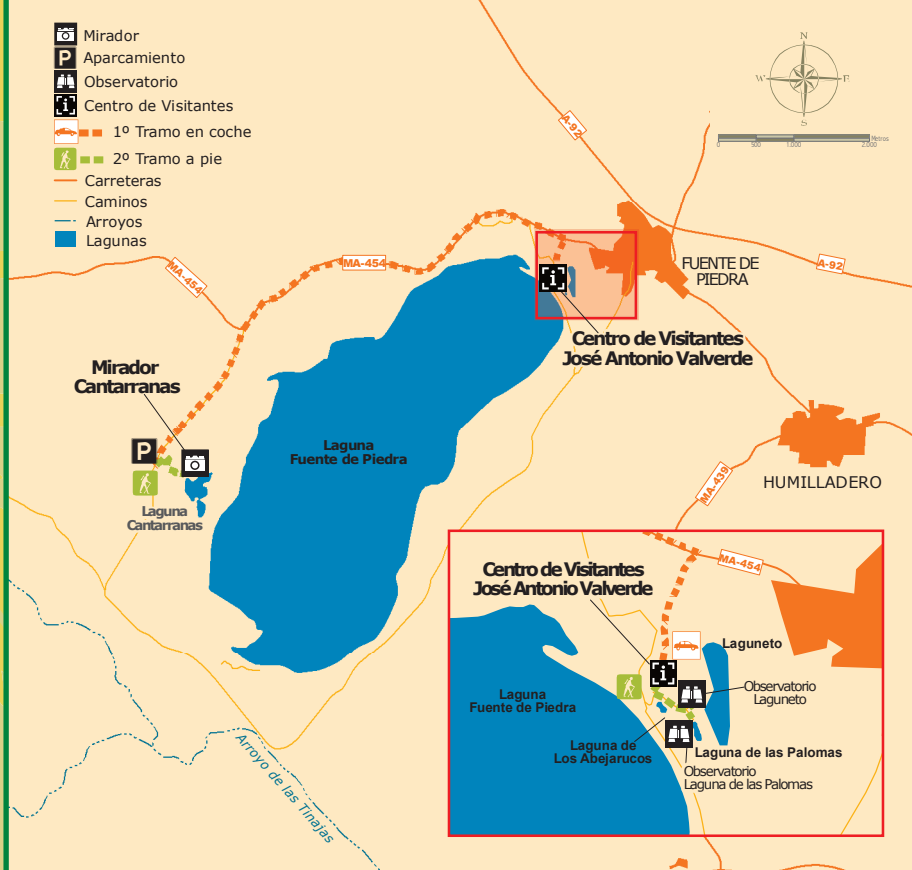 Mirador
P Aparcamiento
Observatorio
i Centro de Visitantes
1º Tramo en coche
2º Tramo a pie
Carreteras
Caminos
Arroyos
Lagunas
N
W
E
S
Metros
0 500 1.000 2.000
A-92
A-92
MA-454
MA-454
FUENTE DE
PIEDRA
i
Centro de Visitantes
José Antonio Valverde
Mirador
Cantarranas
P
Laguna
Cantarranas
Laguna
Fuente de Piedra
MA-439
HUMILLADERO
Arroyo de las Tinajas
MA-454
Centro de Visitantes
José Antonio Valverde
Laguneto
i
Observatorio
Laguneto
Laguna
Fuente de Piedra
Laguna de
Los Abejarucos
Laguna de las Palomas
Observatorio
Laguna de las Palomas